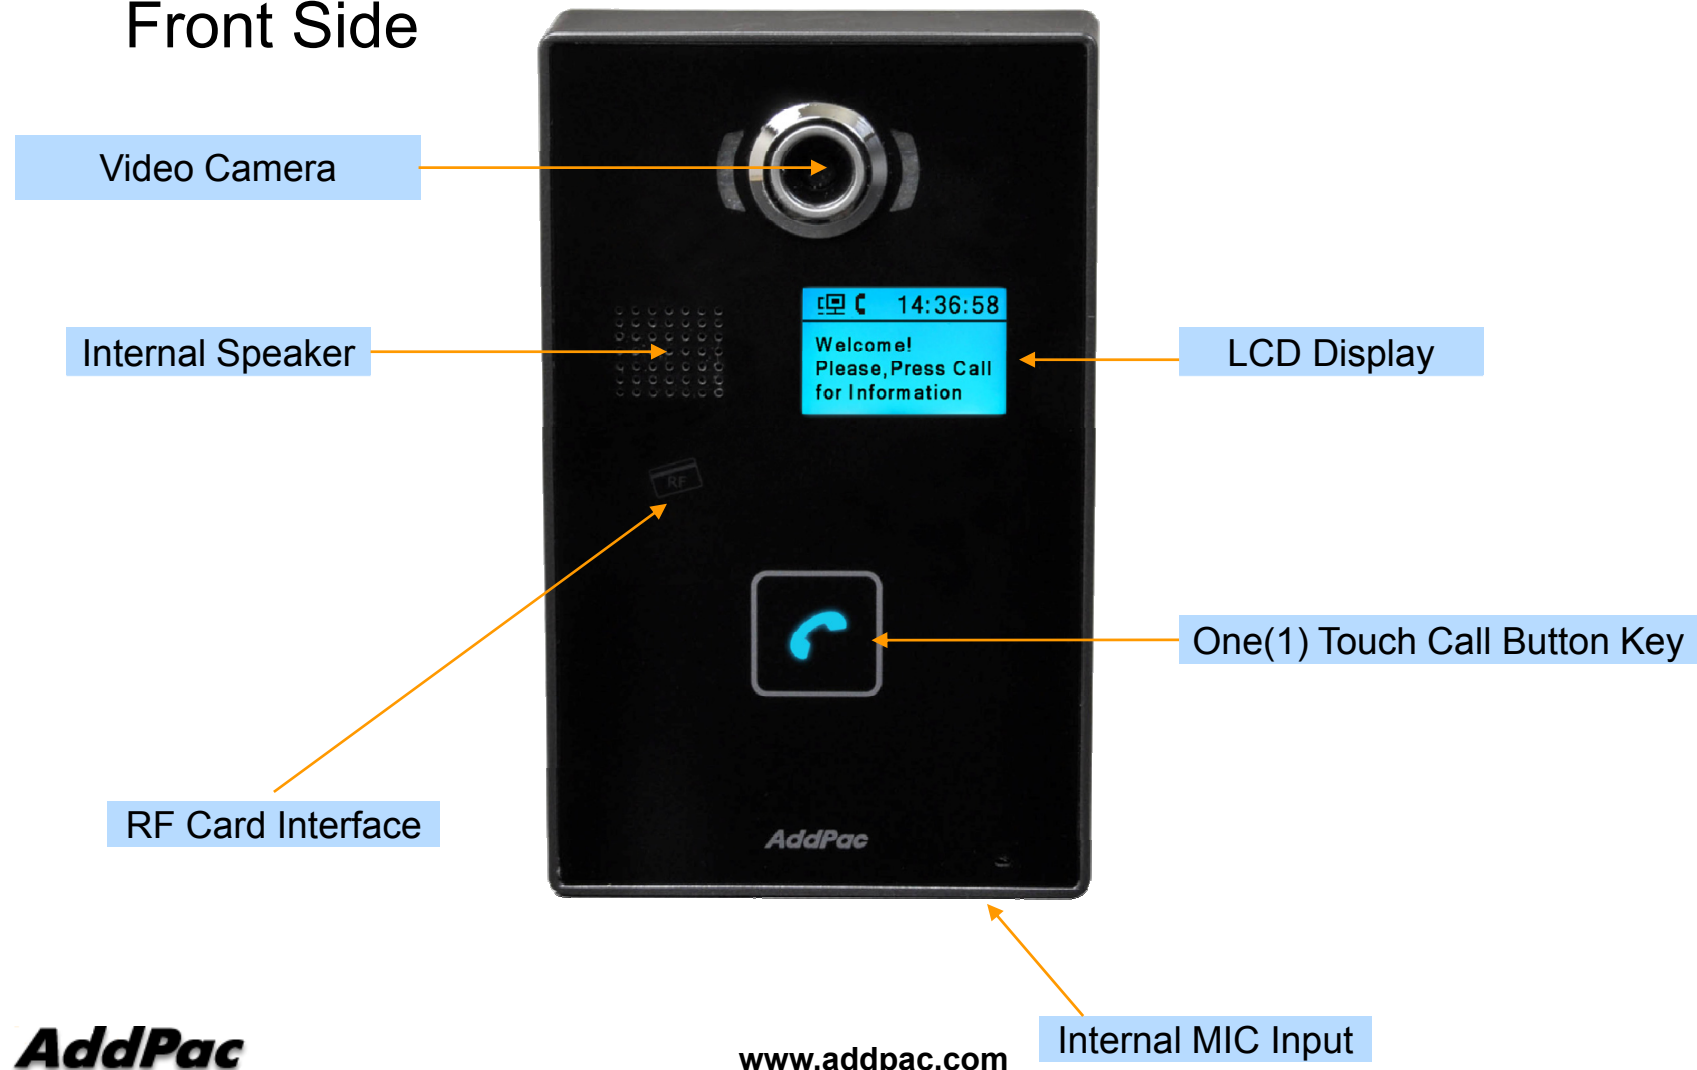 Front Side
Video Camera
14:36:58
Welcome!
Please,Press Call
for Information
Internal Speaker
LCD Display
RF
One(1) Touch Call Button Key
RF Card Interface
AddPac
Internal MIC Input
AddPac
www.addpac.com